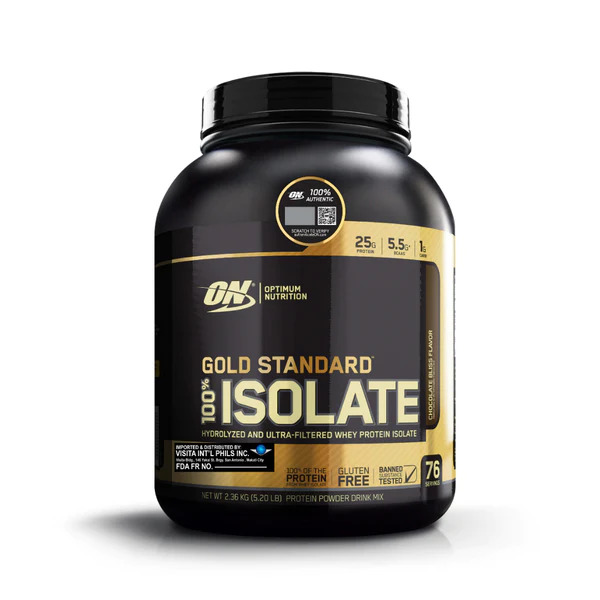 ON 100%
AUTHENTIC
SCRATCH TO VERIFY
authenticateON.com
25G 5.5G* 1G
PROTEIN BCAAS
ON® OPTIMUM
NUTRITION
CHOCOLATE BLISS FLAVOR
GOLD STANDARD™
100% ISOLATE
HYDROLYZED AND ULTRA-FILTERED WHEY PROTEIN ISOLATE
IMPORTED & DISTRIBUTED BY:
VISITA INT'L PHILS INC.
FDA FR NO.
100% OF THE
PROTEIN
GLUTEN
FREE
BANNED
SUBSTANCE
TESTED
76
SERVINGS
NET WT 2.36 KG (5.20 LB) PROTEIN POWDER DRINK MIX